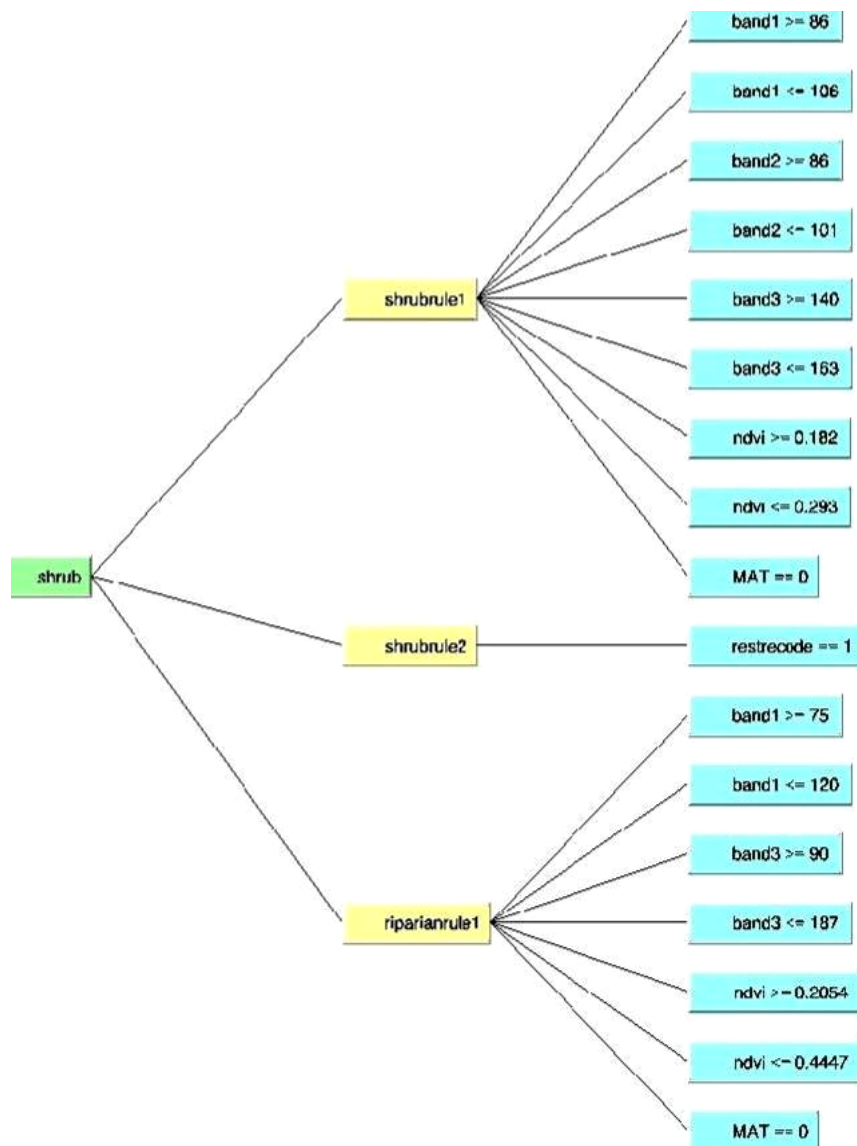 band1 >= 86
band1 <= 106
band2 >= 86
band2 <= 101
shrubrule1
band3 >= 140
band3 <= 163
ndvi >= 0.182
ndvi <= 0.293
shrub
MAT == 0
shrubrule2
restrecode == 1
band1 >= 75
band1 <= 120
band3 >= 90
riparianrule1
band3 <= 187
ndvi >= 0.2054
ndvi <= 0.4447
MAT == 0